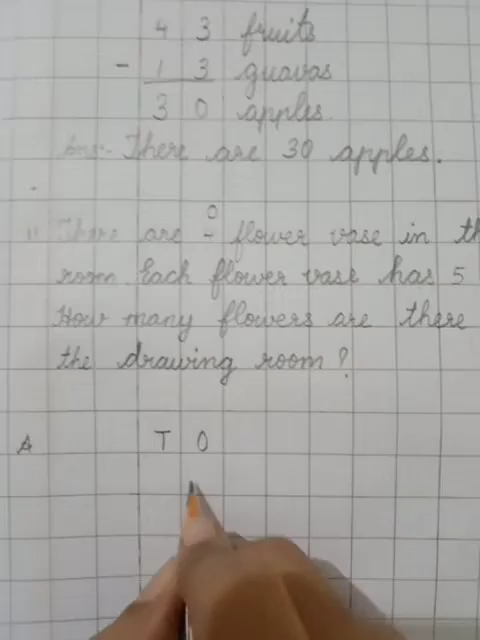 4 3 fruits
- 1 3 guavas
3 0 apples
Ans:- There are 30 apples.
0
There are - flower vase in th
room. Each flower vase has 5
How many flowers are there
the drawing room?
A T O